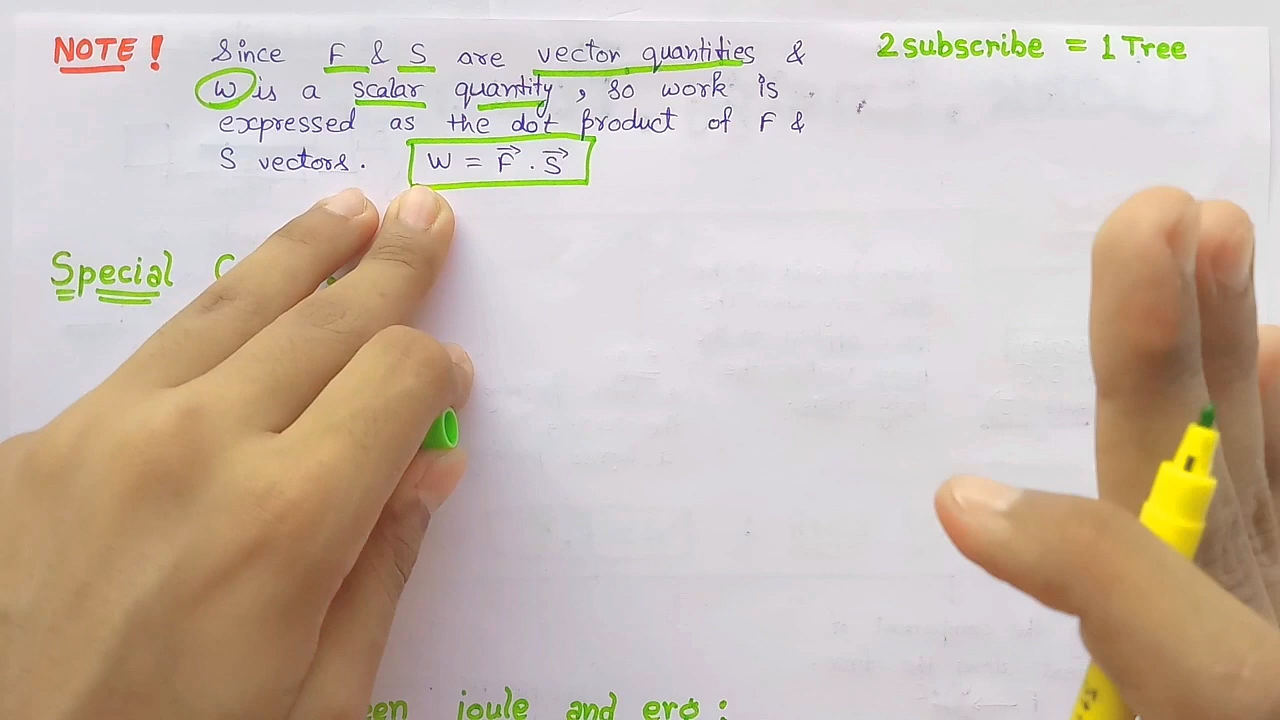 NOTE! Since F & S are vector quantities &
W is a scalar quantity, so work is
expressed as the dot product of F &
S vectors. W = F⃗ . S⃗
2 subscribe = 1 Tree
Special
joule and erg :